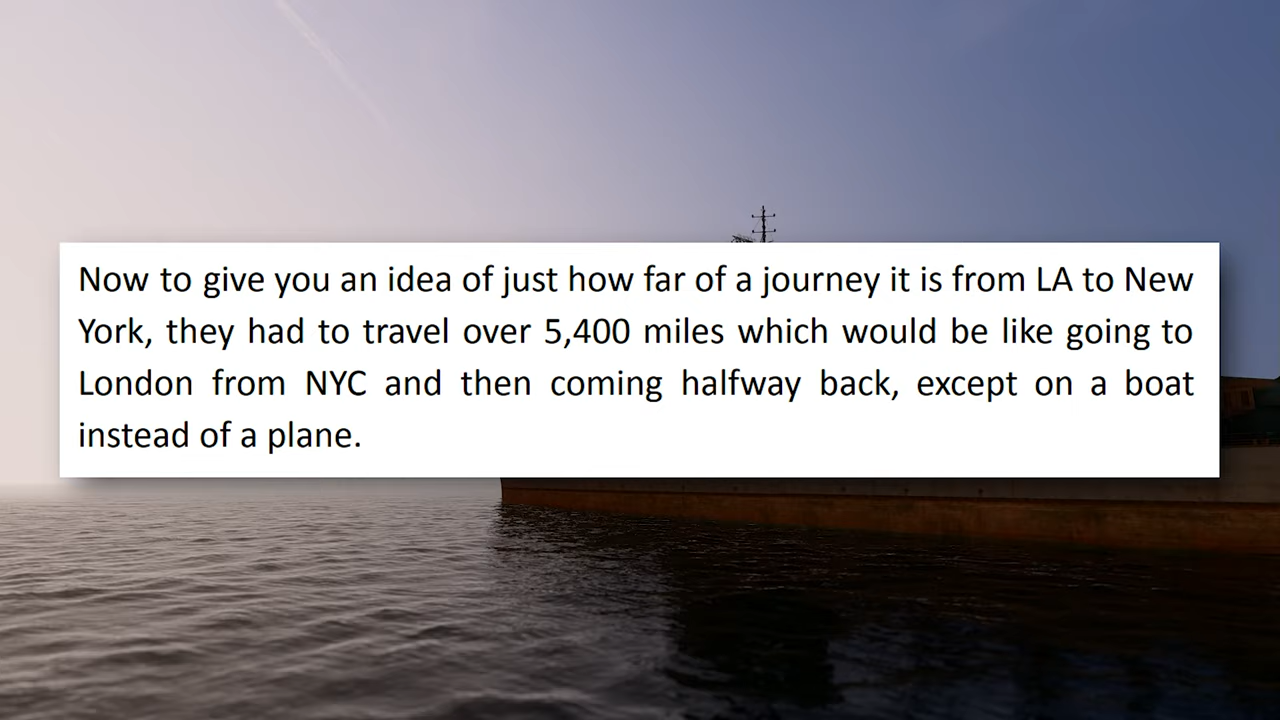 Now to give you an idea of just how far of a journey it is from LA to New
York, they had to travel over 5,400 miles which would be like going to
London from NYC and then coming halfway back, except on a boat
instead of a plane.